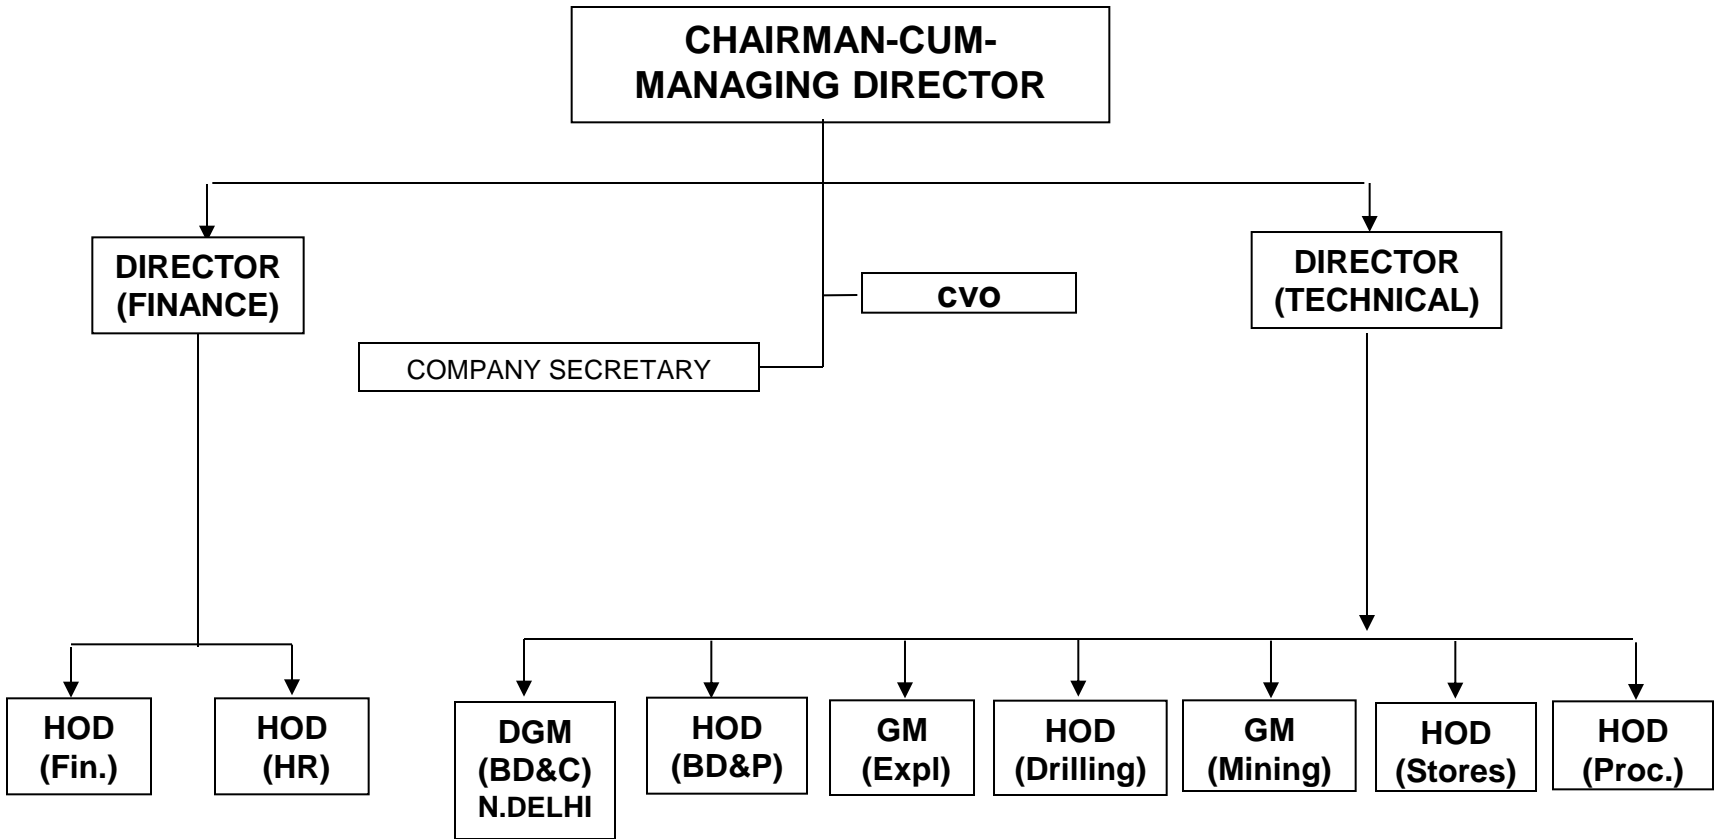 CHAIRMAN-CUM-
MANAGING DIRECTOR
DIRECTOR
(FINANCE)
DIRECTOR
(TECHNICAL)
CVO
COMPANY SECRETARY
HOD
(Fin.)
HOD
(HR)
DGM
(BD&C)
N.DELHI
HOD
(BD&P)
GM
(Expl)
HOD
(Drilling)
GM
(Mining)
HOD
(Stores)
HOD
(Proc.)